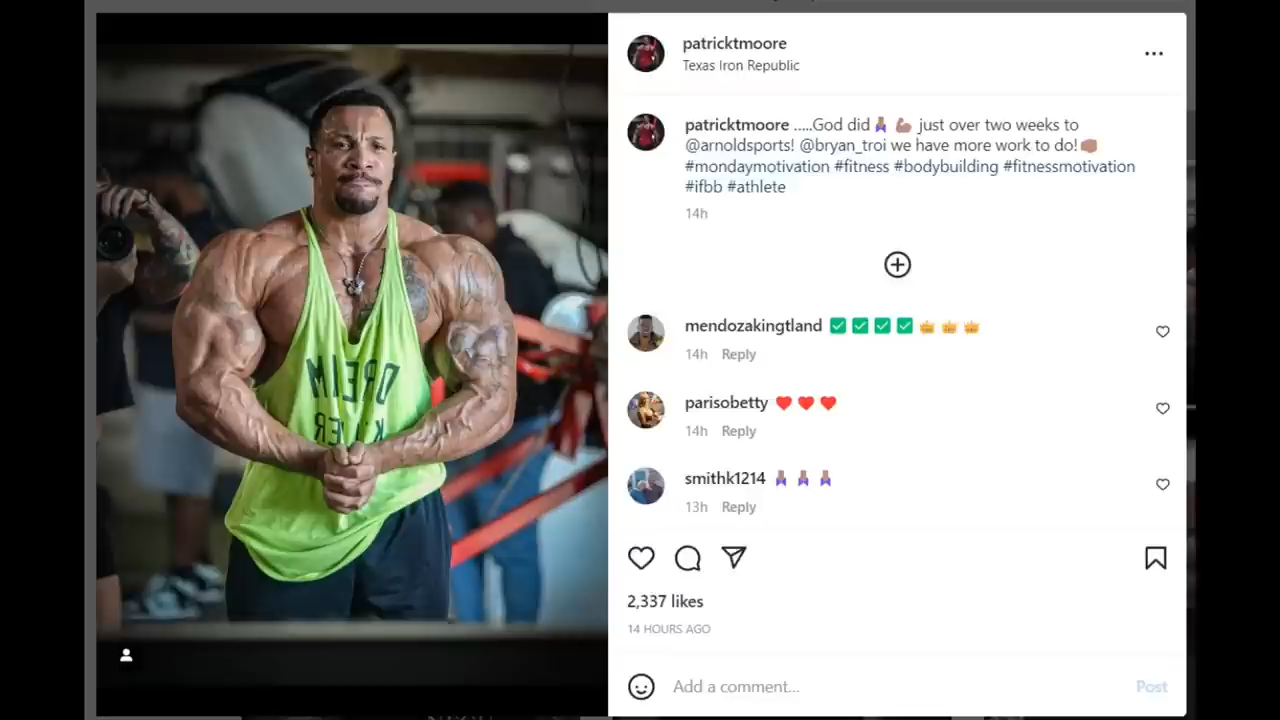 patricktmoore
Texas Iron Republic
patricktmoore .....God did🙏🏽 💪🏽 just over two weeks to
@arnoldsports! @bryan_troi we have more work to do!👊🏽
#mondaymotivation #fitness #bodybuilding #fitnessmotivation
#ifbb #athlete
14h
mendozakingtland ✅ ✅ ✅ ✅ 👑 👑 👑
14h Reply
parisobetty ❤️ ❤️ ❤️
14h Reply
smithk1214 🙏🏽 🙏🏽 🙏🏽
13h Reply
2,337 likes
14 HOURS AGO
Add a comment...
Post